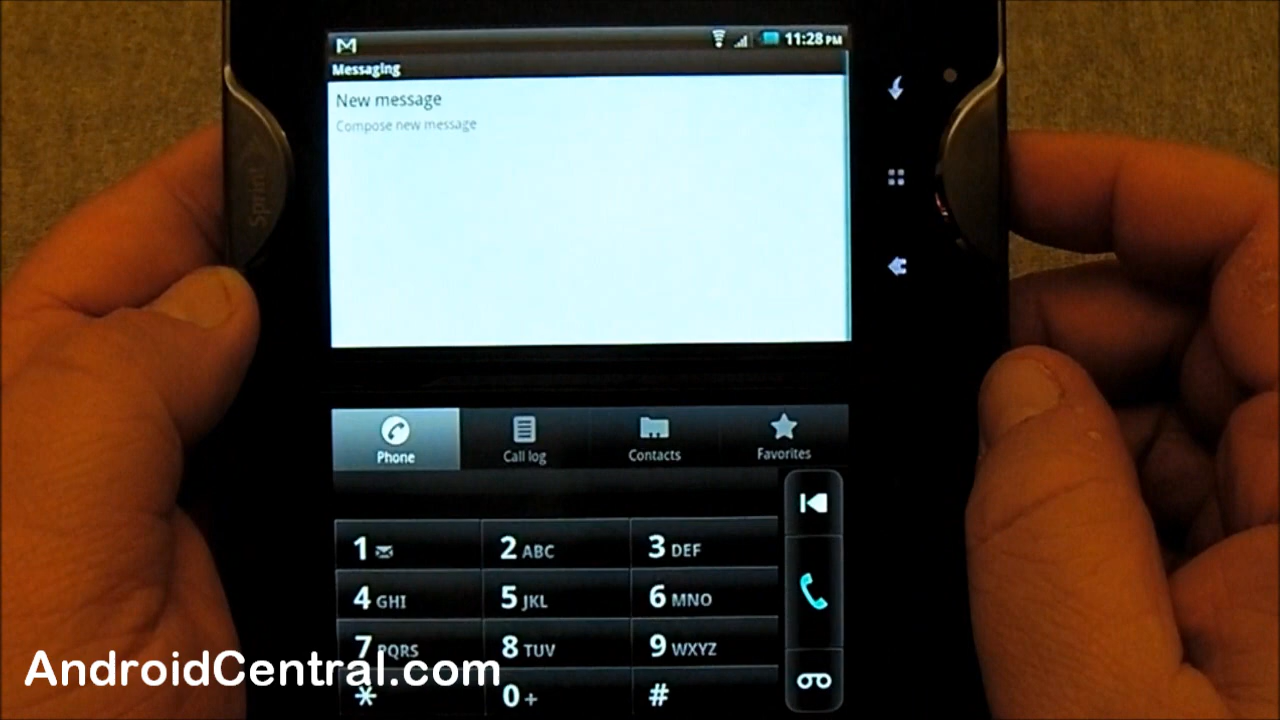 11:28 PM
Messaging
New message
Compose new message
Sprint
Phone
Call log
Contacts
Favorites
1
2 ABC
3 DEF
4 GHI
5 JKL
6 MNO
7 PQRS
8 TUV
9 WXYZ
*
0 +
#
AndroidCentral.com